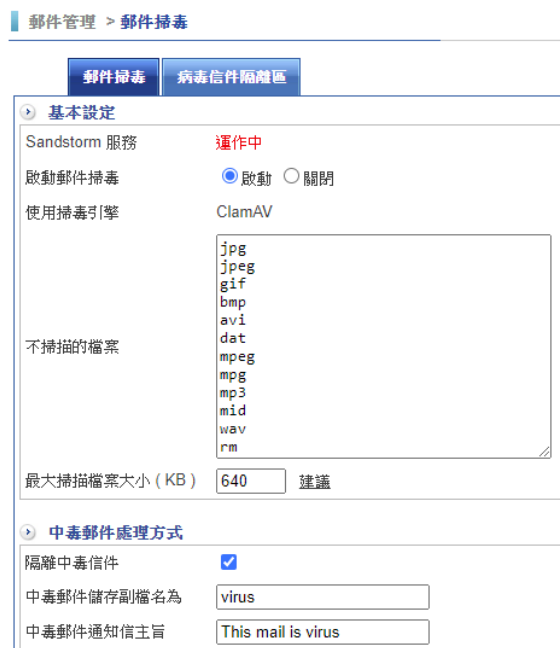 郵件管理 > 郵件掃毒
郵件掃毒 病毒信件隔離區
基本設定
Sandstorm 服務 運作中
啟動郵件掃毒 啟動 關閉
使用掃毒引擎 ClamAV
不掃描的檔案
jpg
jpeg
gif
bmp
avi
dat
mpeg
mpg
mp3
mid
wav
rm
最大掃描檔案大小 ( KB ) 640 建議
中毒郵件處理方式
隔離中毒信件
中毒郵件儲存副檔名為 virus
中毒郵件通知信主旨 This mail is virus